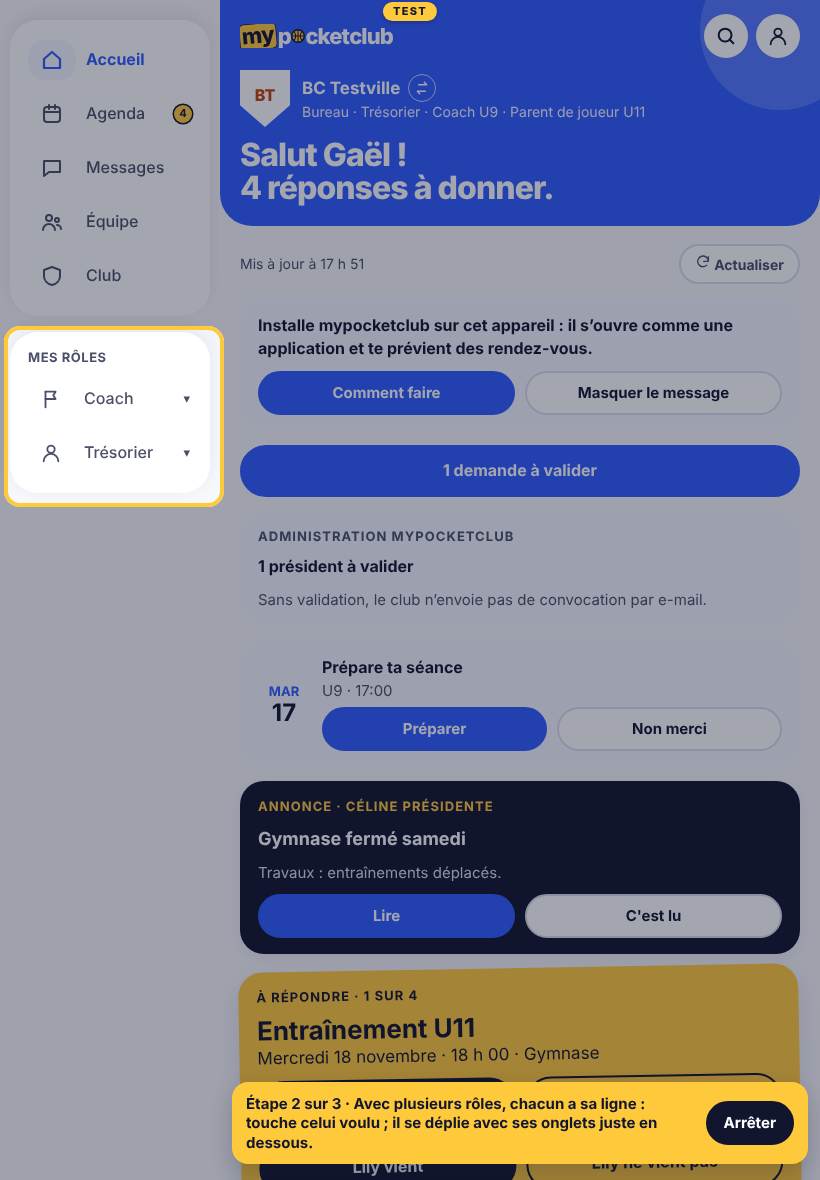 TEST
mypocketclub
Accueil
Agenda
4
Messages
Équipe
Club
MES RÔLES
Coach
Trésorier
BT
BC Testville
Bureau · Trésorier · Coach U9 · Parent de joueur U11
Salut Gaël !
4 réponses à donner.
Mis à jour à 17 h 51
Actualiser
Installe mypocketclub sur cet appareil : il s’ouvre comme une
application et te prévient des rendez-vous.
Comment faire
Masquer le message
1 demande à valider
ADMINISTRATION MYPOCKETCLUB
1 président à valider
Sans validation, le club n’envoie pas de convocation par e-mail.
MAR
17
Prépare ta séance
U9 · 17:00
Préparer
Non merci
ANNONCE · CÉLINE PRÉSIDENTE
Gymnase fermé samedi
Travaux : entraînements déplacés.
Lire
C'est lu
À RÉPONDRE · 1 SUR 4
Entraînement U11
Mercredi 18 novembre · 18 h 00 · Gymnase
Étape 2 sur 3 · Avec plusieurs rôles, chacun a sa ligne :
touche celui voulu ; il se déplie avec ses onglets juste en
dessous.
Arrêter
Lily vient
Lily ne vient pas